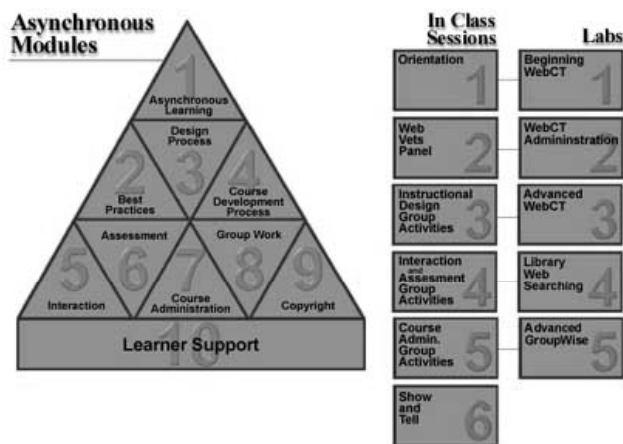 Asynchronous
Modules
1
Asynchronous
Learning
Design
Process
2
3
4
Best
Practices
Course
Development
Process
Assessment
Group Work
5
6
7
8
9
Interaction
Course
Administration
Copyright
10
Learner Support
In Class
Sessions
Labs
Orientation
1
Beginning
WebCT
1
Web
Vets
Panel
2
WebCT
Admininstration
2
Instructional
Design
Group
Activities
3
Advanced
WebCT
3
Interaction
and
Assesment
Group
Activities
4
Library
Web
Searching
4
Course
Admin.
Group
Activities
5
Advanced
GroupWise
5
Show
and
Tell
6